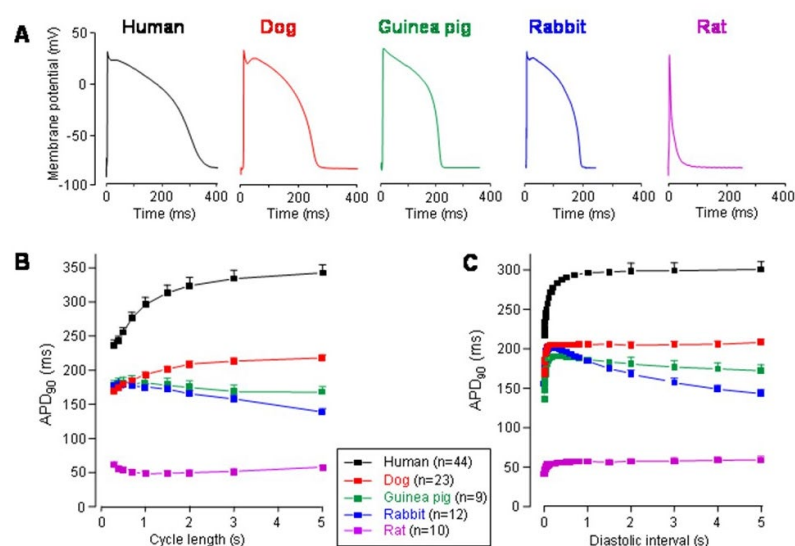 A
Human
Dog
Guinea pig
Rabbit
Rat
Membrane potential (mV)
50
0
-50
-100
0 200 400
0 200 400
0 200 400
0 200 400
0 200 400
Time (ms)
Time (ms)
Time (ms)
Time (ms)
Time (ms)
B
APD90 (ms)
350
300
250
200
150
100
50
0
0 1 2 3 4 5
Cycle length (s)
Human (n=44)
Dog (n=23)
Guinea pig (n=9)
Rabbit (n=12)
Rat (n=10)
C
APD90 (ms)
300
250
200
150
100
50
0
0 1 2 3 4 5
Diastolic interval (s)